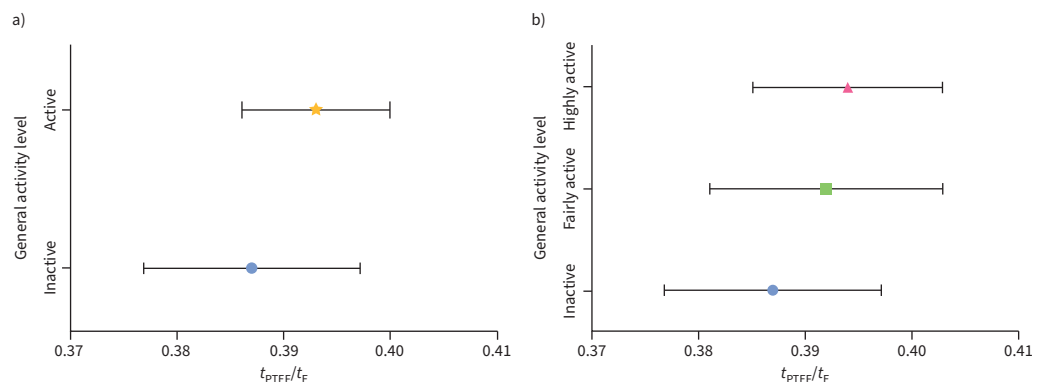 a)
General activity level
Active
Inactive
0.37 0.38 0.39 0.40 0.41
tPTEF/tE
b)
General activity level
Highly active
Fairly active
Inactive
0.37 0.38 0.39 0.40 0.41
tPTEF/tE